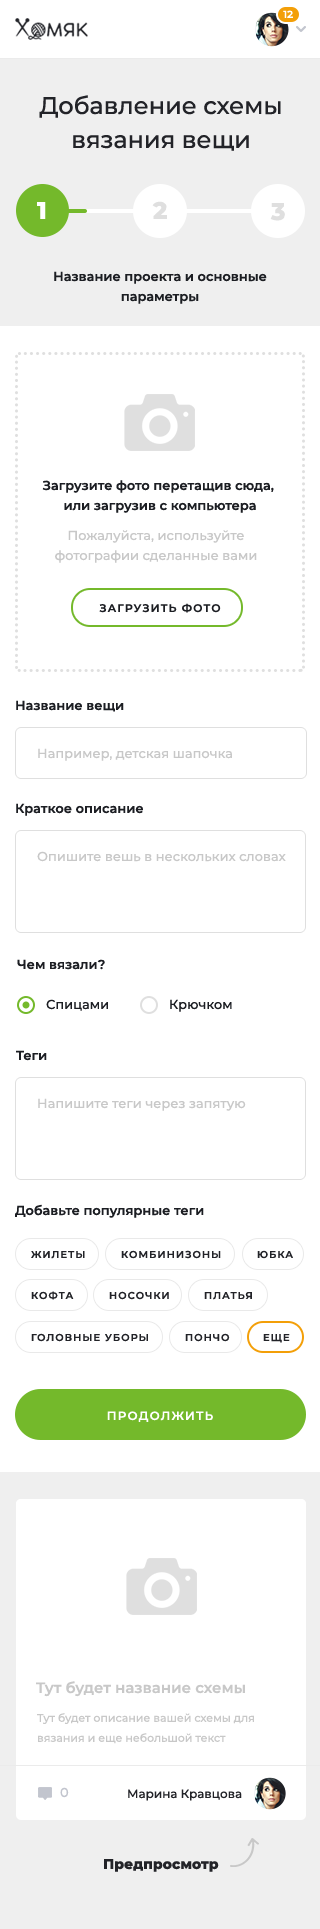 Хомяк
12
Добавление схемы
вязания вещи
1 2 3
Название проекта и основные
параметры
Загрузите фото перетащив сюда,
или загрузив с компьютера
Пожалуйста, используйте
фотографии сделанные вами
ЗАГРУЗИТЬ ФОТО
Название вещи
Например, детская шапочка
Краткое описание
Опишите вешь в нескольких словах
Чем вязали?
Спицами Крючком
Теги
Напишите теги через запятую
Добавьте популярные теги
ЖИЛЕТЫ КОМБИНИЗОНЫ ЮБКА
КОФТА НОСОЧКИ ПЛАТЬЯ
ГОЛОВНЫЕ УБОРЫ ПОНЧО ЕЩЕ
ПРОДОЛЖИТЬ
Тут будет название схемы
Тут будет описание вашей схемы для
вязания и еще небольшой текст
0 Марина Кравцова
Предпросмотр